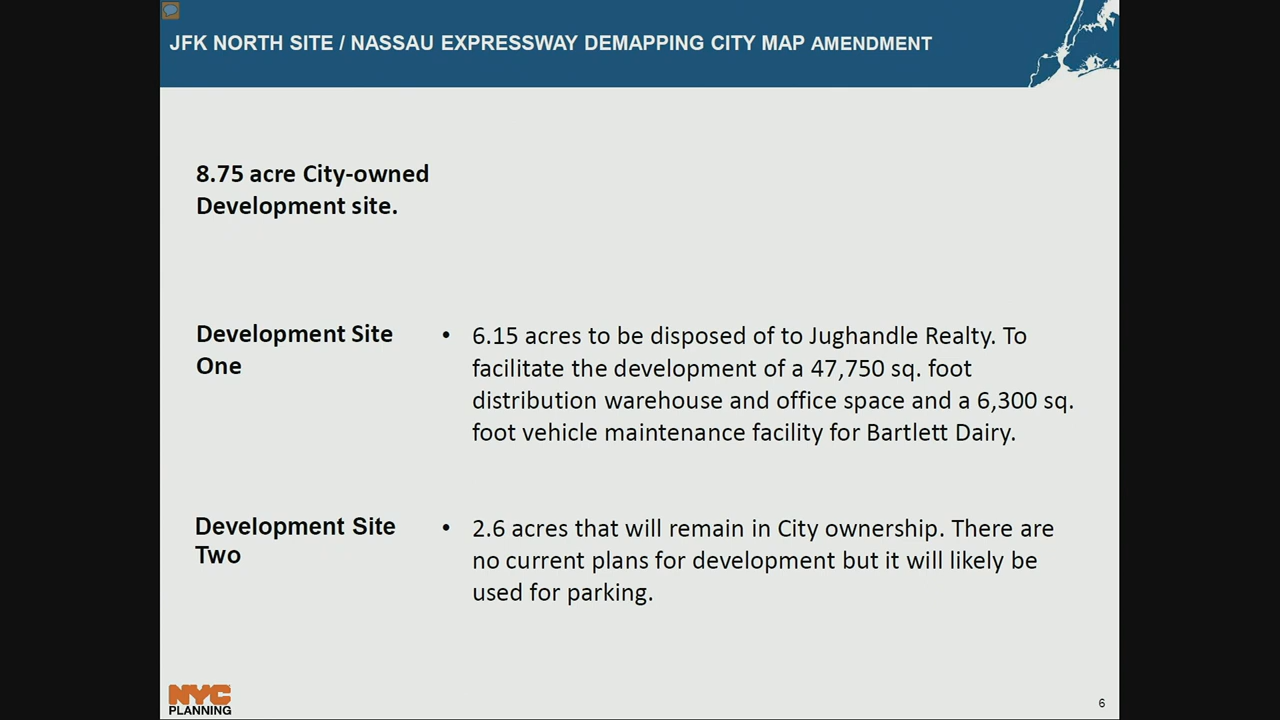 JFK NORTH SITE / NASSAU EXPRESSWAY DEMAPPING CITY MAP AMENDMENT
8.75 acre City-owned
Development site.
Development Site
One
• 6.15 acres to be disposed of to Jughandle Realty. To
facilitate the development of a 47,750 sq. foot
distribution warehouse and office space and a 6,300 sq.
foot vehicle maintenance facility for Bartlett Dairy.
Development Site
Two
• 2.6 acres that will remain in City ownership. There are
no current plans for development but it will likely be
used for parking.
NYC
PLANNING
6